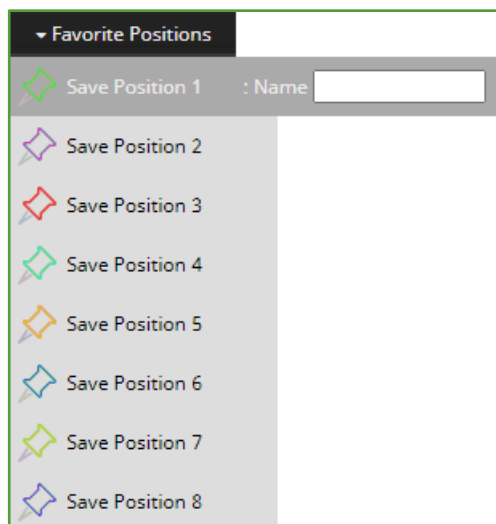 Favorite Positions
Save Position 1 : Name
Save Position 2
Save Position 3
Save Position 4
Save Position 5
Save Position 6
Save Position 7
Save Position 8